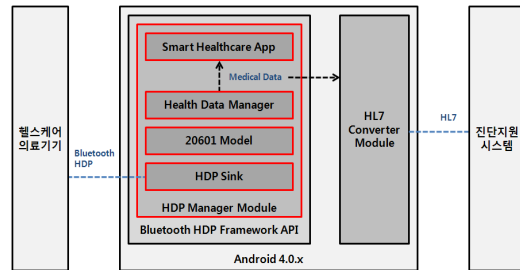 Smart Healthcare App
Medical Data
Health Data Manager
20601 Model
HDP Sink
HDP Manager Module
Bluetooth HDP Framework API
Android 4.0.x
헬스케어
의료기기
Bluetooth
HDP
HL7
Converter
Module
HL7
진단지원
시스템